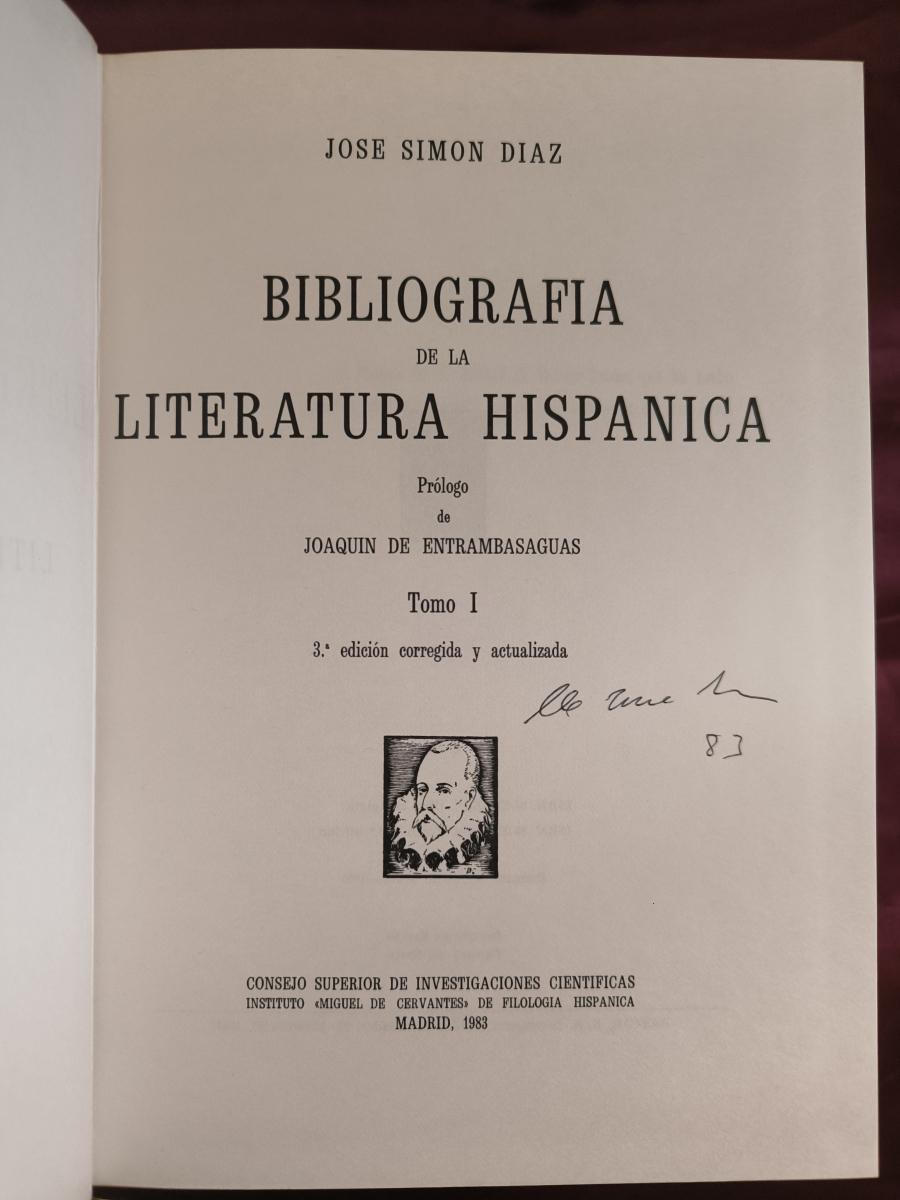 JOSE SIMON DIAZ
BIBLIOGRAFIA
DE LA
LITERATURA HISPANICA
Prólogo
de
JOAQUIN DE ENTRAMBASAGUAS
Tomo I
3.ª edición corregida y actualizada
83
CONSEJO SUPERIOR DE INVESTIGACIONES CIENTIFICAS
INSTITUTO «MIGUEL DE CERVANTES» DE FILOLOGIA HISPANICA
MADRID, 1983